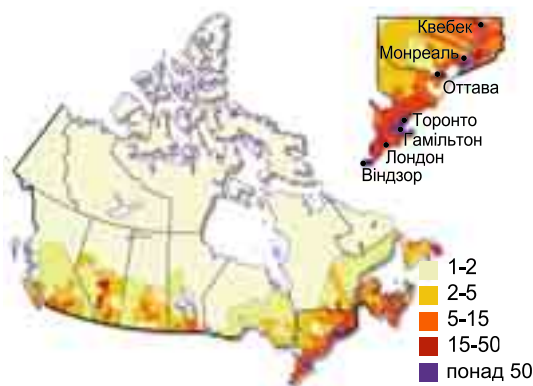 Квебек
Монреаль
Оттава
Торонто
Гамільтон
Лондон
Віндзор
1-2
2-5
5-15
15-50
понад 50